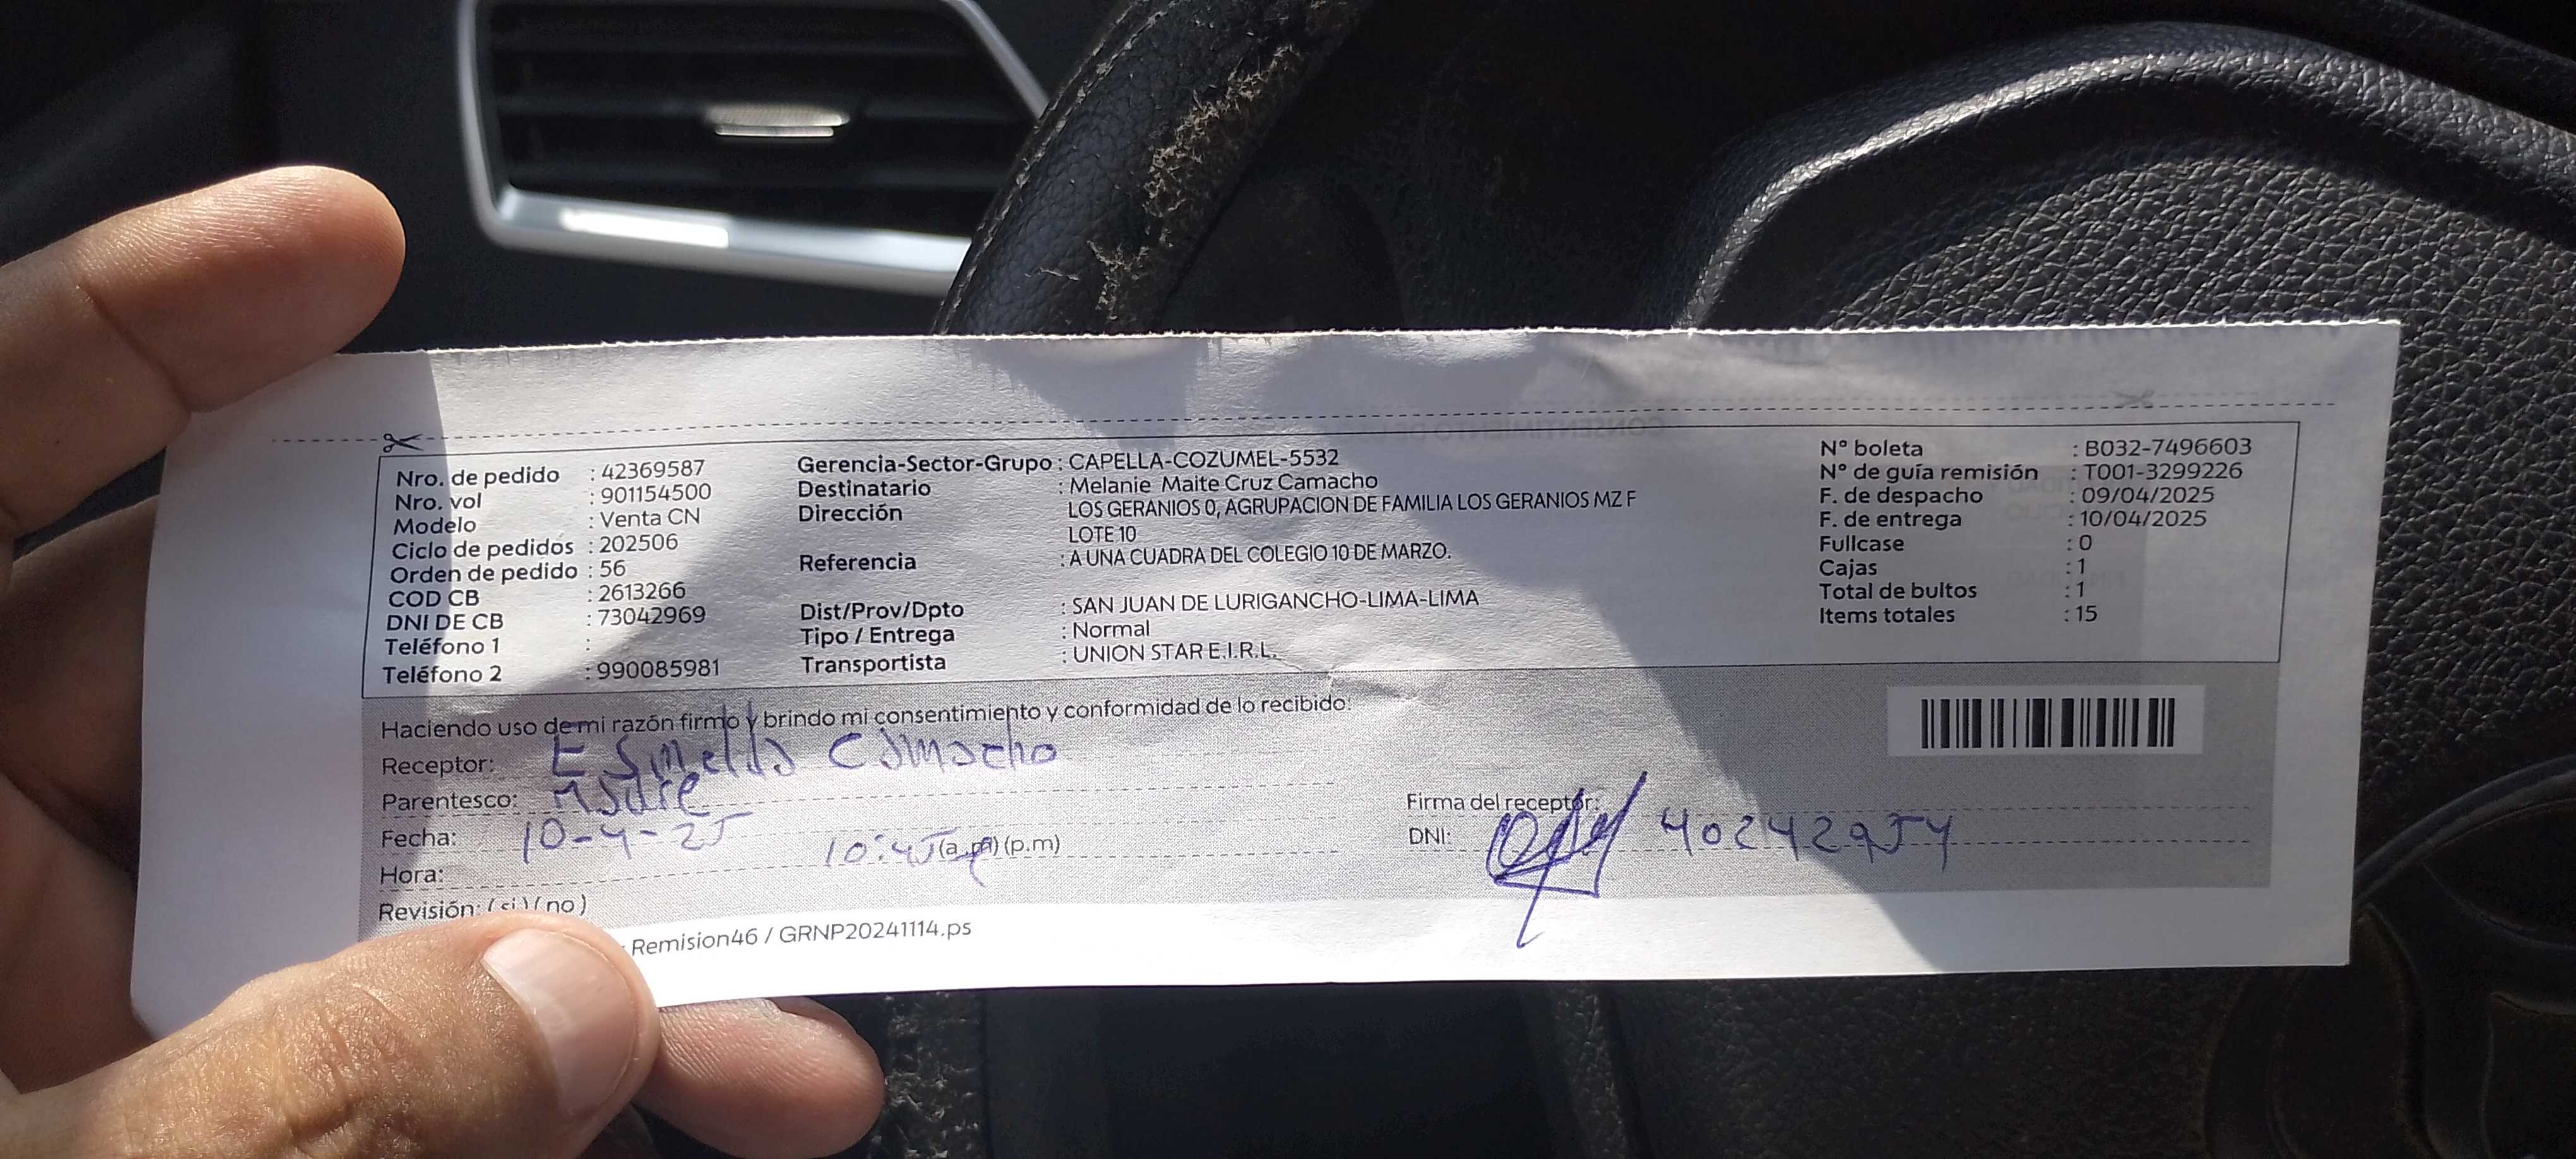 Nro. de pedido : 42369587
Nro. vol : 901154500
Modelo : Venta CN
Ciclo de pedidos : 202506
Orden de pedido : 56
COD CB : 2613266
DNI DE CB : 73042969
Teléfono 1 :
Teléfono 2 : 990085981
Gerencia-Sector-Grupo : CAPELLA-COZUMEL-5532
Destinatario : Melanie Maite Cruz Camacho
Dirección LOS GERANIOS 0, AGRUPACION DE FAMILIA LOS GERANIOS MZ F
LOTE 10
Referencia : A UNA CUADRA DEL COLEGIO 10 DE MARZO.
Dist/Prov/Dpto : SAN JUAN DE LURIGANCHO-LIMA-LIMA
Tipo / Entrega : Normal
Transportista : UNION STAR E.I.R.L.
N° boleta : B032-7496603
N° de guía remisión : T001-3299226
F. de despacho : 09/04/2025
F. de entrega : 10/04/2025
Fullcase : 0
Cajas : 1
Total de bultos : 1
Items totales : 15
Haciendo uso de mi razón firmo y brindo mi consentimiento y conformidad de lo recibido:
Receptor: Camacho
Parentesco: Madre
Fecha: 10-4-25
10:45 (a.m) (p.m)
Hora:
Revisión: (si) (no)
Firma del receptor:
DNI: 40242954
Remision46 / GRNP20241114.ps